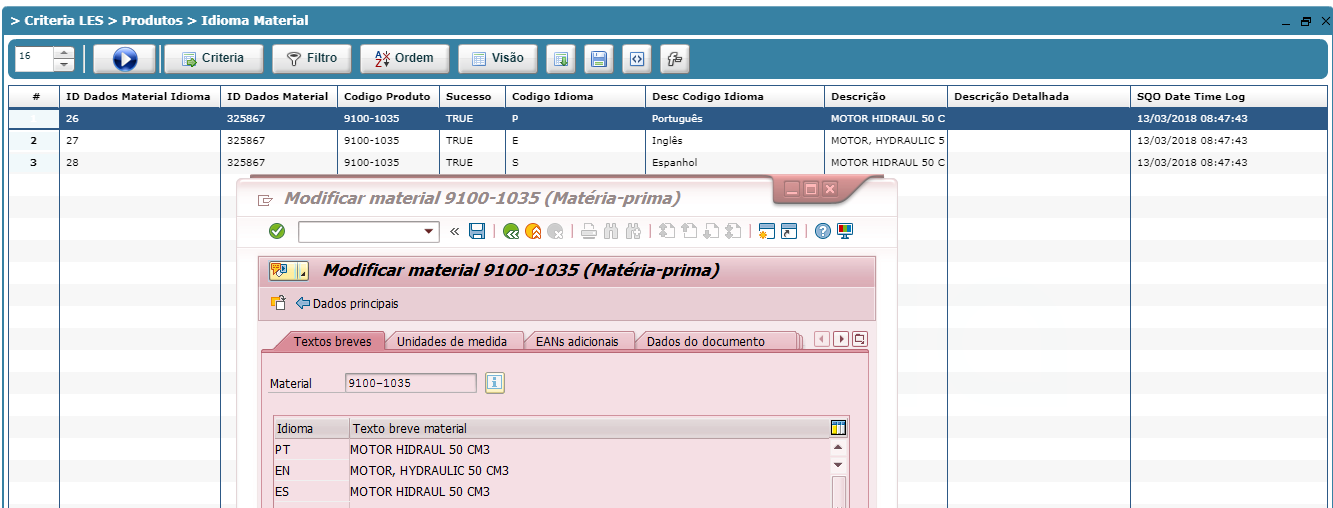 > Criteria LES > Produtos > Idioma Material
16 Criteria Filtro Ordem Visão
# ID Dados Material Idioma ID Dados Material Codigo Produto Sucesso Codigo Idioma Desc Codigo Idioma Descrição Descrição Detalhada SQO Date Time Log
1 26 325867 9100-1035 TRUE P Português MOTOR HIDRAUL 50 C 13/03/2018 08:47:43
2 27 325867 9100-1035 TRUE E Inglês MOTOR, HYDRAULIC 5 13/03/2018 08:47:43
3 28 325867 9100-1035 TRUE S Espanhol MOTOR HIDRAUL 50 C 13/03/2018 08:47:43
Modificar material 9100-1035 (Matéria-prima)
Modificar material 9100-1035 (Matéria-prima)
Dados principais
Textos breves Unidades de medida EANs adicionais Dados do documento
Material 9100-1035
Idioma Texto breve material
PT MOTOR HIDRAUL 50 CM3
EN MOTOR, HYDRAULIC 50 CM3
ES MOTOR HIDRAUL 50 CM3